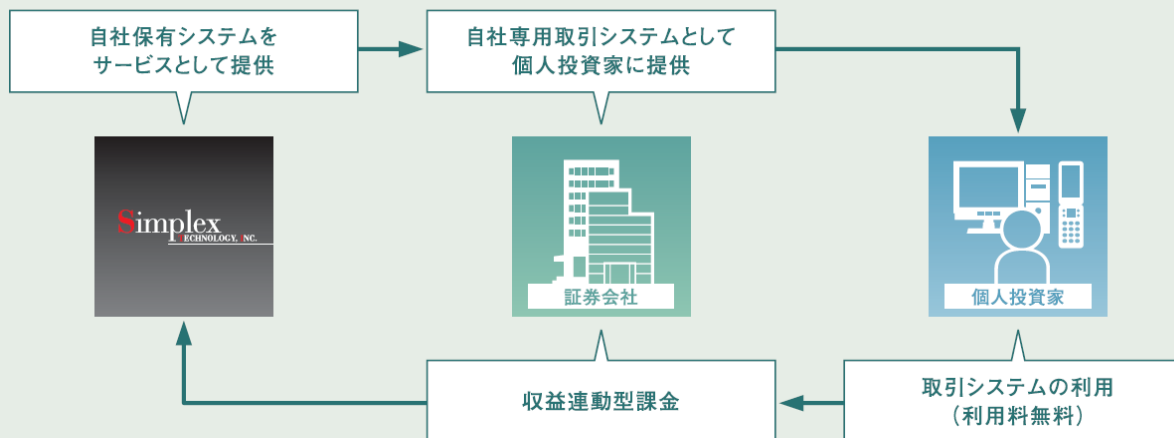 自社保有システムを
サービスとして提供
自社専用取引システムとして
個人投資家に提供
Simplex
TECHNOLOGY, INC.
証券会社
個人投資家
収益連動型課金
取引システムの利用
(利用料無料)